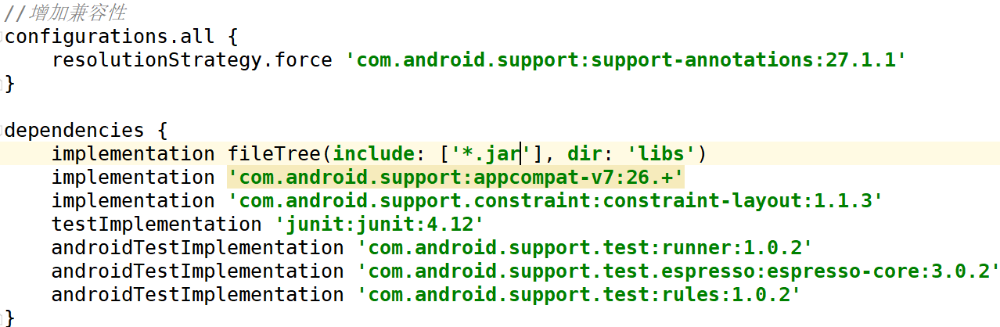 //增加兼容性
configurations.all {
    resolutionStrategy.force 'com.android.support:support-annotations:27.1.1'
}
dependencies {
    implementation fileTree(include: ['*.jar'], dir: 'libs')
    implementation 'com.android.support:appcompat-v7:26.+'
    implementation 'com.android.support.constraint:constraint-layout:1.1.3'
    testImplementation 'junit:junit:4.12'
    androidTestImplementation 'com.android.support.test:runner:1.0.2'
    androidTestImplementation 'com.android.support.test.espresso:espresso-core:3.0.2'
    androidTestImplementation 'com.android.support.test:rules:1.0.2'
}